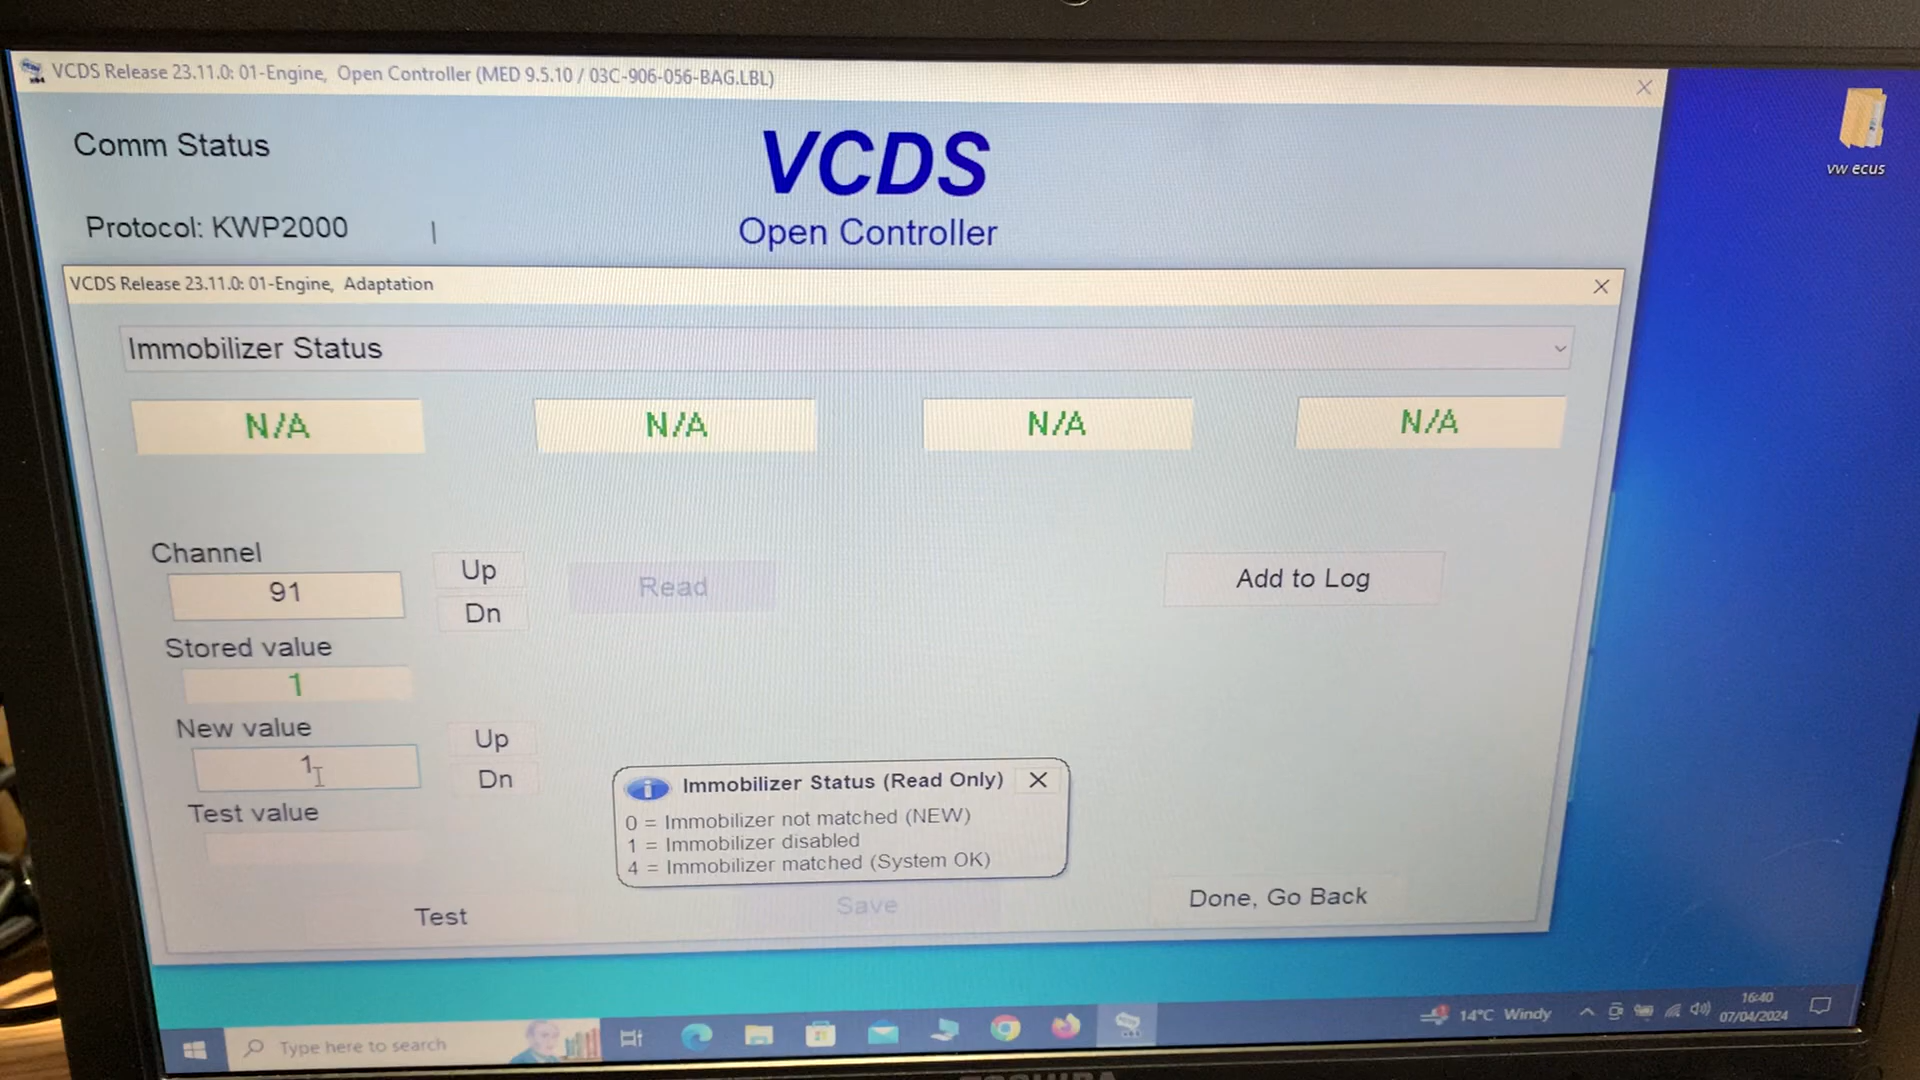 VCDS Release 23.11.0: 01-Engine, Open Controller (MED 9.5.10 / 03C-906-056-BAG.LBL)
Comm Status
VCDS
Protocol: KWP2000
Open Controller
vw ecus
VCDS Release 23.11.0: 01-Engine, Adaptation
Immobilizer Status
N/A N/A N/A N/A
Channel
91
Up
Dn
Read
Add to Log
Stored value
1
New value
1
Up
Dn
Test value
Immobilizer Status (Read Only)
0 = Immobilizer not matched (NEW)
1 = Immobilizer disabled
4 = Immobilizer matched (System OK)
Test
Save
Done, Go Back
Type here to search
14°C Windy
16:40
07/04/2024
TOSHIBA